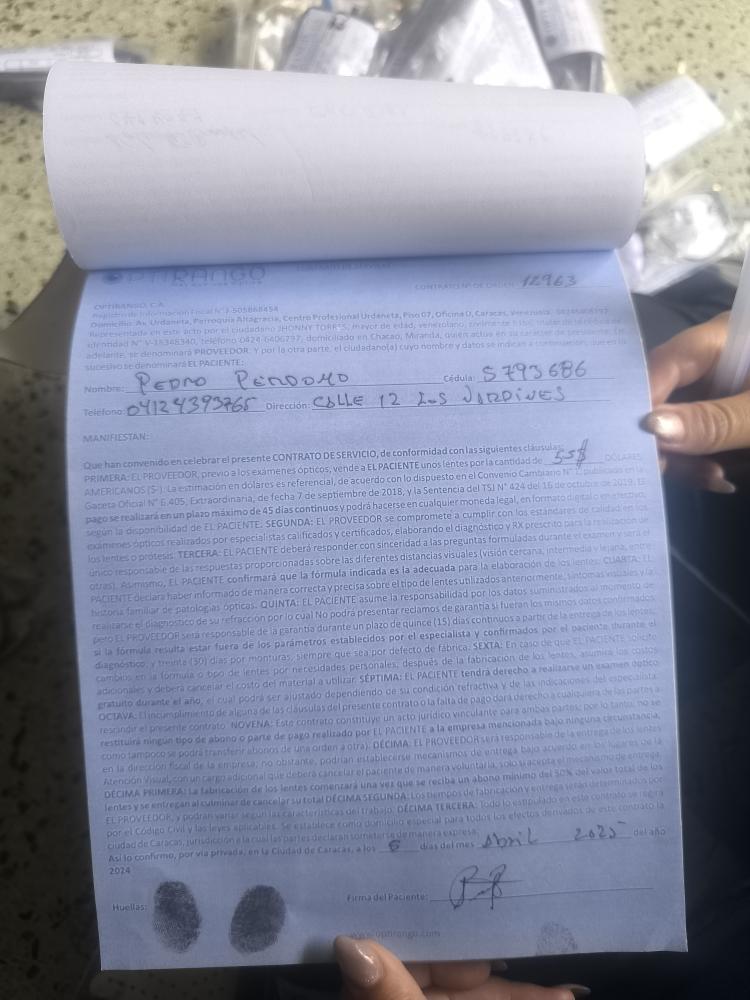 OPTIRANGO
CONTRATO DE SERVICIO
CONTRATO N° DE ORDEN: 12963
OPTIRANGO, C.A.
Registro de Información Fiscal N° J-505868454
Domicilio: Av. Urdaneta, Parroquia Altagracia, Centro Profesional Urdaneta, Piso 07, Oficina D, Caracas, Venezuela.
Representada en este acto por el ciudadano JHONNY TORRES, mayor de edad, venezolano, civilmente hábil, titular de la cédula de
identidad N° V-18348340, teléfono 0424-6406797, domiciliado en Chacao, Miranda, quien actúa en su carácter de
adelante, se denominará PROVEEDOR. Y por la otra parte, el ciudadano(a) cuyo nombre y datos se indican a continuación, que en lo
sucesivo se denominará EL PACIENTE:
Nombre: PEDRO PERDOMO Cédula: 5793686
Teléfono: 04124393765 Dirección: CALLE 12 LOS JARDINES
MANIFIESTAN:
Que han convenido en celebrar el presente CONTRATO DE SERVICIO, de conformidad con las siguientes cláusulas:
PRIMERA: EL PROVEEDOR, previo a los exámenes ópticos, vende a EL PACIENTE unos lentes por la cantidad de 55$ DÓLARES
AMERICANOS ($-). La estimación en dólares es referencial, de acuerdo con lo dispuesto en el Convenio Cambiario N° 1, publicado en la
Gaceta Oficial N° 6.405, Extraordinaria, de fecha 7 de septiembre de 2018, y la Sentencia del TSJ N° 424 del 16 de octubre de 2019. El
pago se realizará en un plazo máximo de 45 días continuos y podrá hacerse en cualquier moneda legal, en formato digital o en efectivo,
según la disponibilidad de EL PACIENTE. SEGUNDA: EL PROVEEDOR se compromete a cumplir con los estándares de calidad en los
exámenes ópticos realizados por especialistas calificados y certificados, elaborando el diagnóstico y RX prescrito para la realización de
los lentes o prótesis. TERCERA: EL PACIENTE deberá responder con sinceridad a las preguntas formuladas durante el examen y será el
único responsable de las respuestas proporcionadas sobre las diferentes distancias visuales (visión cercana, intermedia y lejana, entre
otras). Asimismo, EL PACIENTE confirmará que la fórmula indicada es la adecuada para la elaboración de los lentes. CUARTA: EL
PACIENTE declara haber informado de manera correcta y precisa sobre el tipo de lentes utilizados anteriormente, síntomas visuales y la
historia familiar de patologías ópticas. QUINTA: EL PACIENTE asume la responsabilidad por los datos suministrados al momento de
realizarse el diagnóstico de su refracción por lo cual No podrá presentar reclamos de garantía si fueran los mismos datos confirmados,
pero EL PROVEEDOR será responsable de la garantía durante un plazo de quince (15) días continuos a partir de la entrega de los lentes,
si la fórmula resulta estar fuera de los parámetros establecidos por el especialista y confirmados por el paciente durante el
diagnóstico, y treinta (30) días por monturas, siempre que sea por defecto de fábrica. SEXTA: En caso de que EL PACIENTE solicite
cambios en la fórmula o tipo de lentes por necesidades personales, después de la fabricación de los lentes, asumirá los costos
adicionales y deberá cancelar el costo del material a utilizar. SÉPTIMA: EL PACIENTE tendrá derecho a realizarse un examen óptico
gratuito durante el año, el cual podrá ser ajustado dependiendo de su condición refractiva y de las indicaciones del especialista.
OCTAVA: El incumplimiento de alguna de las cláusulas del presente contrato o la falta de pago dará derecho a cualquiera de las partes a
rescindir el presente contrato. NOVENA: Este contrato constituye un acto jurídico vinculante para ambas partes; por lo tanto, no se
restituirá ningún tipo de abono o parte de pago realizado por EL PACIENTE a la empresa mencionada bajo ninguna circunstancia,
como tampoco se podrá transferir abonos de una orden a otra). DÉCIMA: EL PROVEEDOR será responsable de la entrega de los lentes
en la dirección fiscal de la empresa; no obstante, podrían establecerse mecanismos de entrega bajo acuerdo en los lugares de la
Atención Visual, con un cargo adicional que deberá cancelar el paciente de manera voluntaria, solo si acepta el mecanismo de entrega.
DÉCIMA PRIMERA: La fabricación de los lentes comenzará una vez que se reciba un abono mínimo del 50% del valor total de los
lentes y se entregan al culminar de cancelar su total DÉCIMA SEGUNDA: Los tiempos de fabricación y entrega serán determinados por
EL PROVEEDOR, y podrán variar según las características del trabajo. DÉCIMA TERCERA: Todo lo estipulado en este contrato se regirá
por el Código Civil y las leyes aplicables. Se establece como domicilio especial para todos los efectos derivados de este contrato la
ciudad de Caracas, jurisdicción a la cual las partes declaran someterse de manera expresa.
Así lo confirmo, por vía privada, en la Ciudad de Caracas, a los 6 días del mes Abril 2025 del año
2024
Huellas:
Firma del Paciente:
www.optirango.com